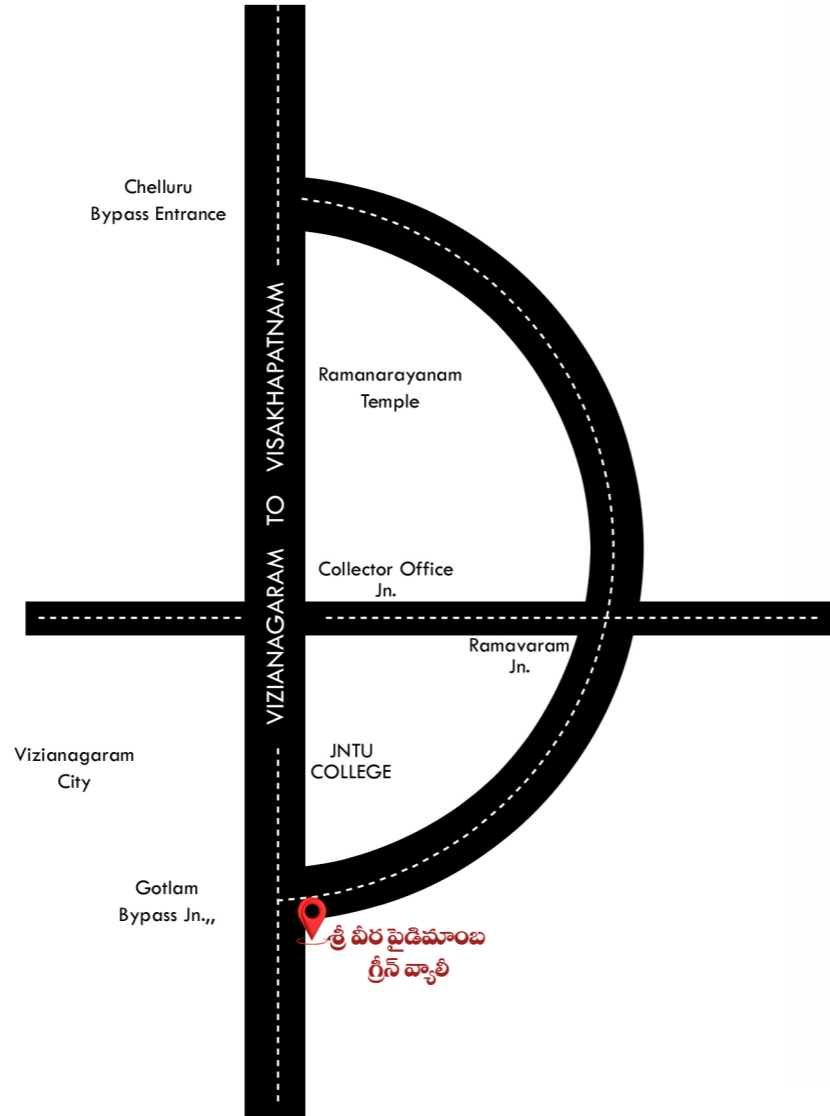 Chelluru
Bypass Entrance
VIZIANAGARAM TO VISAKHAPATNAM
Ramanarayanam
Temple
Collector Office
Jn.
Ramavaram
Jn.
Vizianagaram
City
JNTU
COLLEGE
Gotlam
Bypass Jn.,,
శ్రీ వీర పైడిమాంబ
గ్రీన్ వ్యాలీ